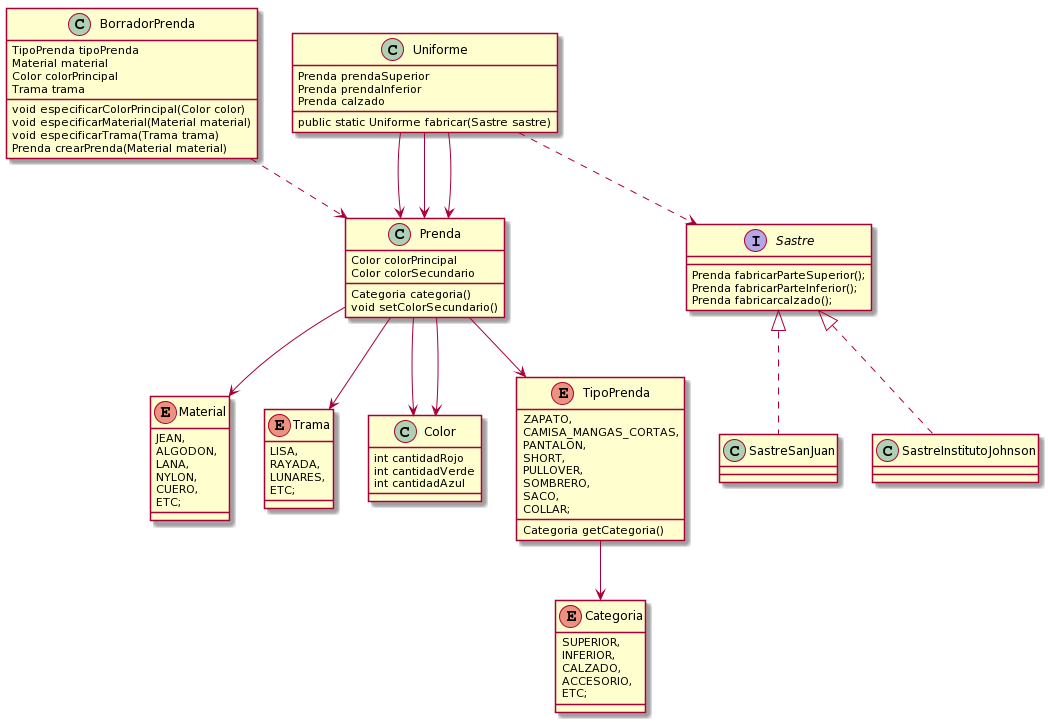 C BorradorPrenda
TipoPrenda tipoPrenda
Material material
Color colorPrincipal
Trama trama
void especificarColorPrincipal(Color color)
void especificarMaterial(Material material)
void especificarTrama(Trama trama)
Prenda crearPrenda(Material material)
C Uniforme
Prenda prendaSuperior
Prenda prendaInferior
Prenda calzado
public static Uniforme fabricar(Sastre sastre)
C Prenda
Color colorPrincipal
Color colorSecundario
Categoria categoria()
void setColorSecundario()
I Sastre
Prenda fabricarParteSuperior();
Prenda fabricarParteInferior();
Prenda fabricarcalzado();
E Material
JEAN,
ALGODON,
LANA,
NYLON,
CUERO,
ETC;
E Trama
LISA,
RAYADA,
LUNARES,
ETC;
C Color
int cantidadRojo
int cantidadVerde
int cantidadAzul
E TipoPrenda
ZAPATO,
CAMISA_MANGAS_CORTAS,
PANTALON,
SHORT,
PULLOVER,
SOMBRERO,
SACO,
COLLAR;
Categoria getCategoria()
C SastreSanJuan
C SastreInstitutoJohnson
E Categoria
SUPERIOR,
INFERIOR,
CALZADO,
ACCESORIO,
ETC;